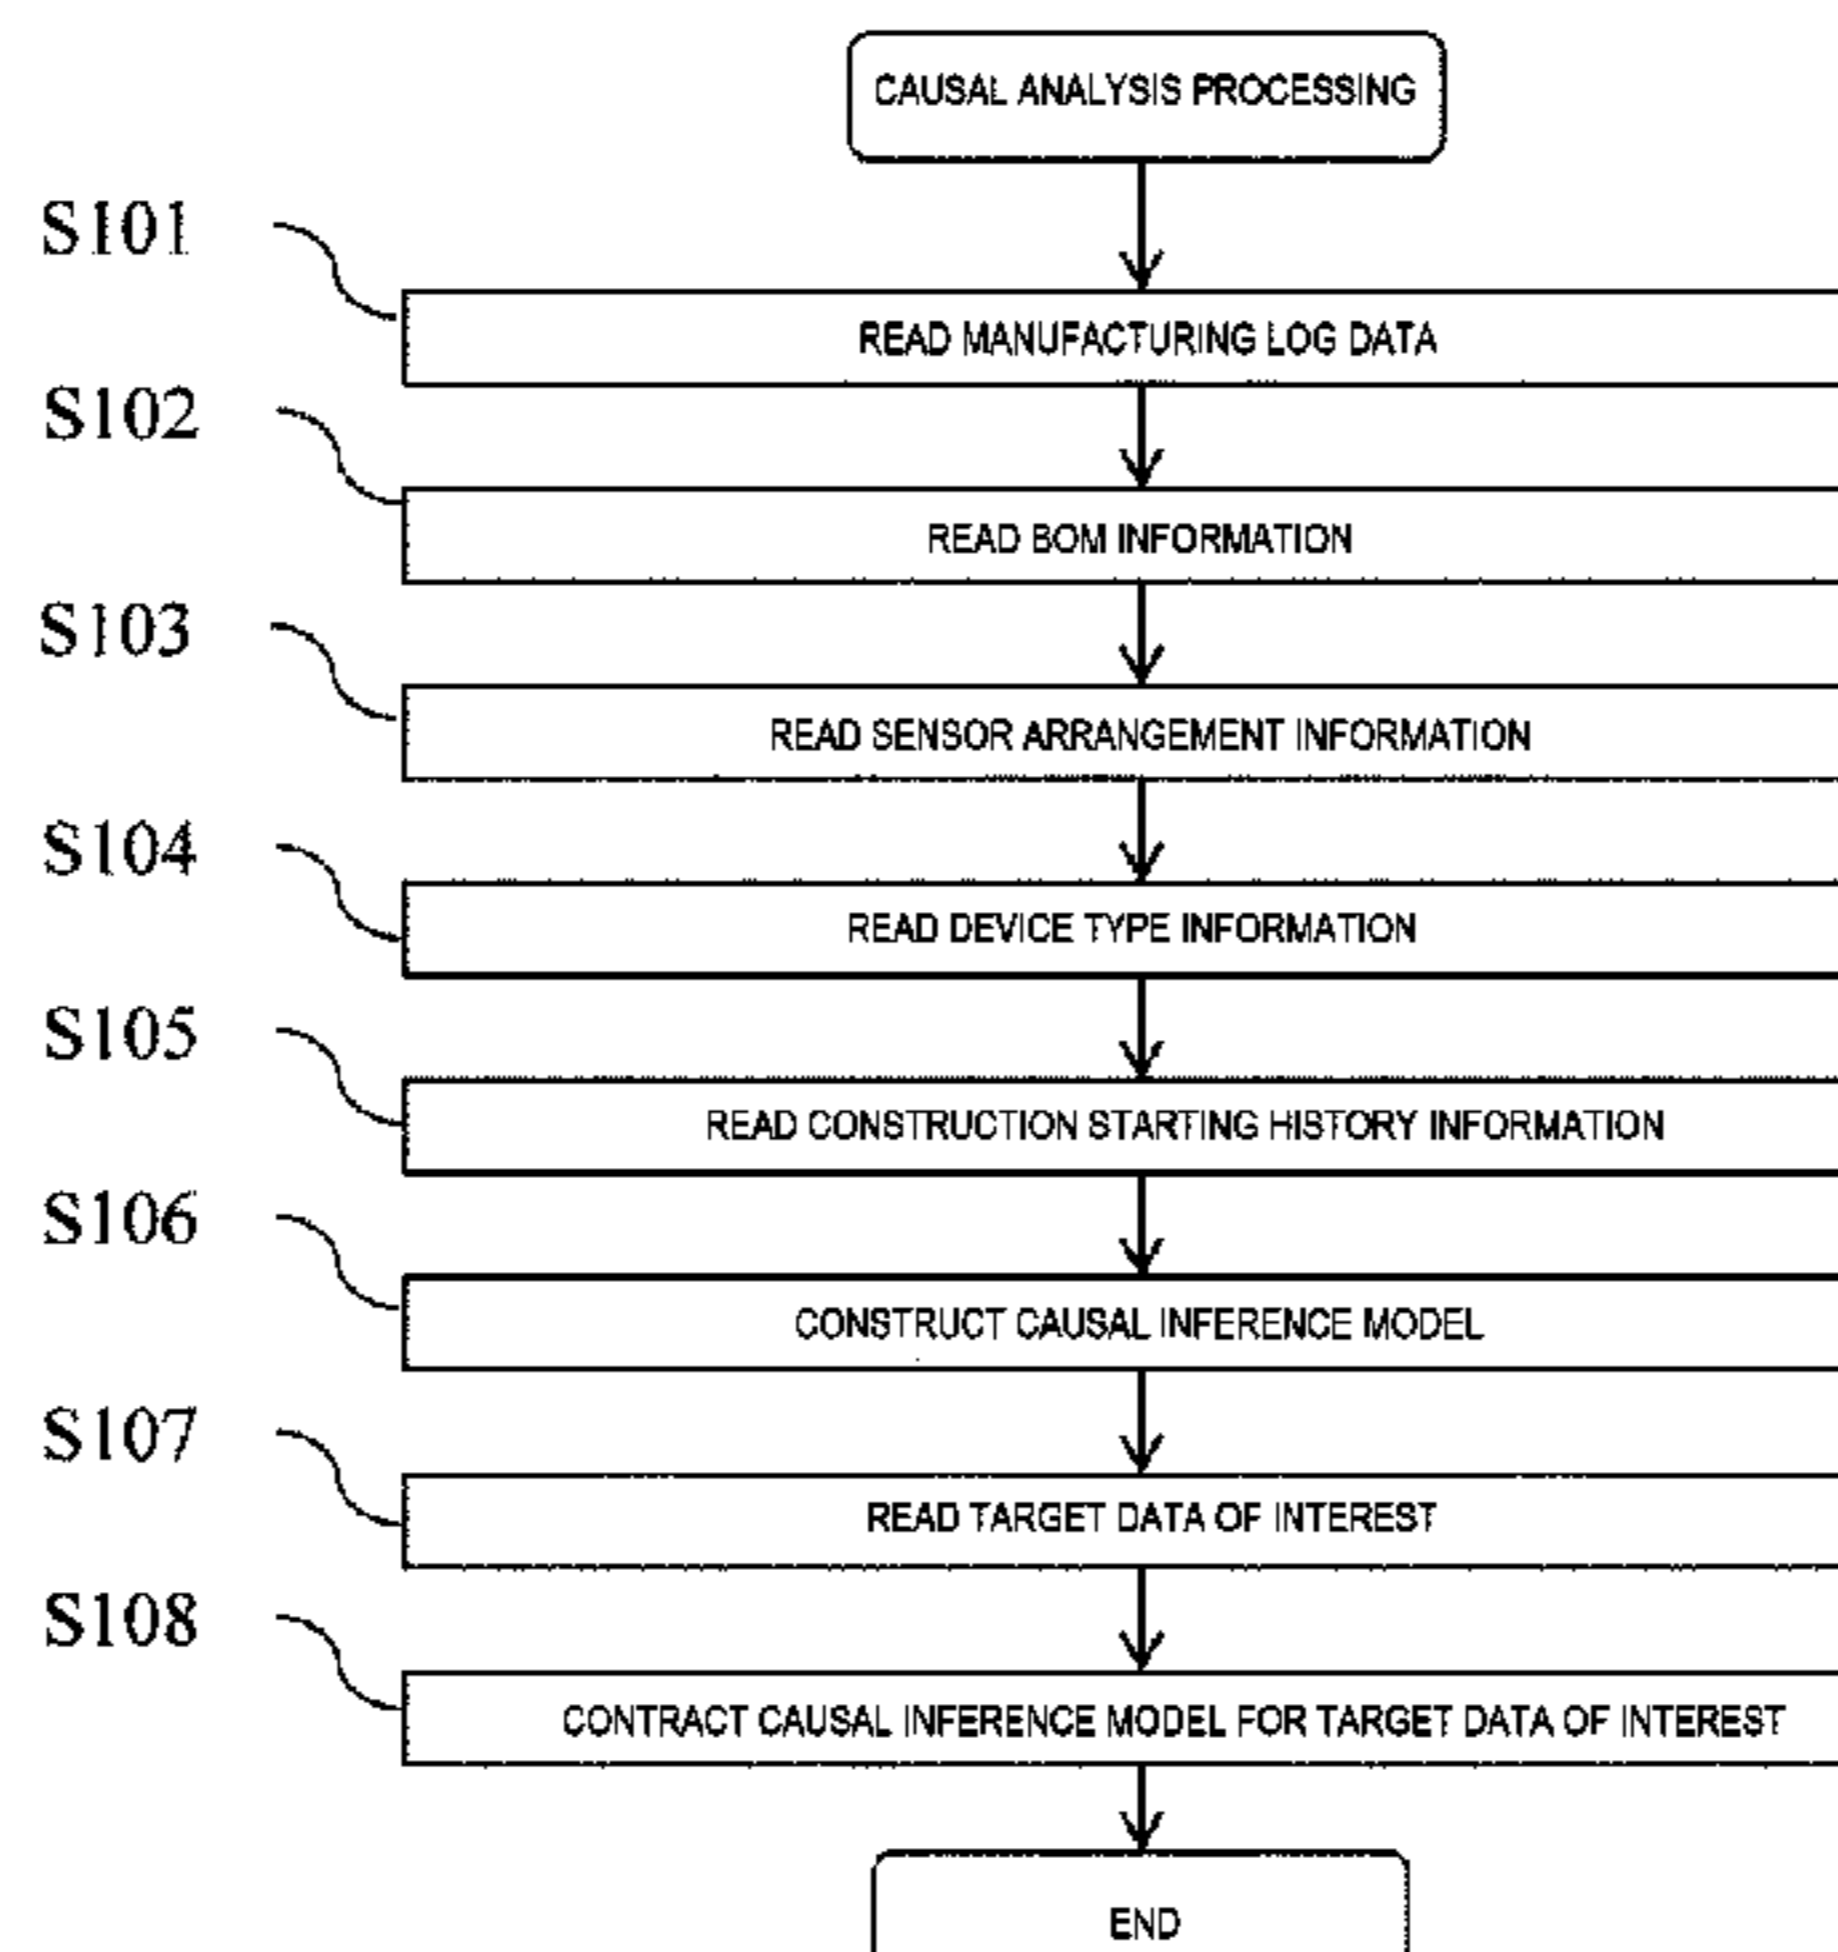 CAUSAL ANALYSIS PROCESSING
S101
READ MANUFACTURING LOG DATA
S102
READ BOM INFORMATION
S103
READ SENSOR ARRANGEMENT INFORMATION
S104
READ DEVICE TYPE INFORMATION
S105
READ CONSTRUCTION STARTING HISTORY INFORMATION
S106
CONSTRUCT CAUSAL INFERENCE MODEL
S107
READ TARGET DATA OF INTEREST
S108
CONTRACT CAUSAL INFERENCE MODEL FOR TARGET DATA OF INTEREST
END